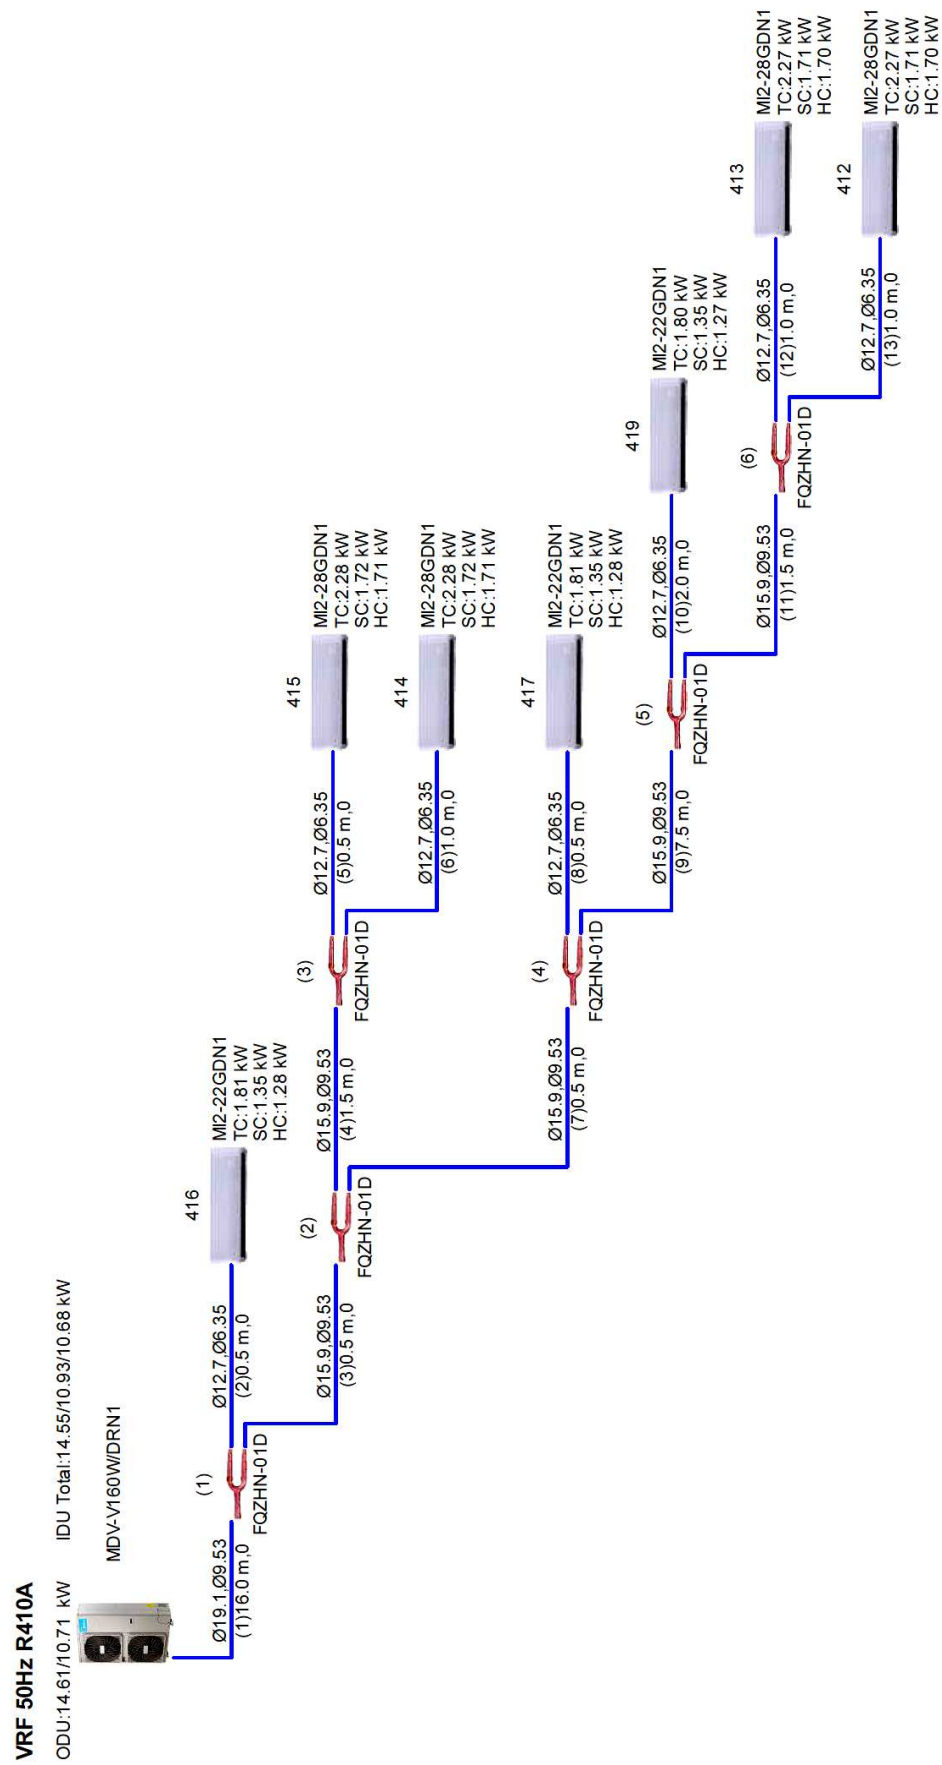 VRF 50Hz R410A
ODU:14.61/10.71 kW IDU Total:14.55/10.93/10.68 kW
MDV-V160W/DRN1
Ø19.1,Ø9.53
(1)16.0 m,0
(1)
FQZHN-01D
Ø12.7,Ø6.35
(2)0.5 m,0
416
MI2-22GDN1
TC:1.81 kW
SC:1.35 kW
HC:1.28 kW
Ø15.9,Ø9.53
(3)0.5 m,0
(2)
FQZHN-01D
Ø15.9,Ø9.53
(4)1.5 m,0
(3)
FQZHN-01D
Ø12.7,Ø6.35
(5)0.5 m,0
415
MI2-28GDN1
TC:2.28 kW
SC:1.72 kW
HC:1.71 kW
Ø12.7,Ø6.35
(6)1.0 m,0
414
MI2-28GDN1
TC:2.28 kW
SC:1.72 kW
HC:1.71 kW
Ø15.9,Ø9.53
(7)0.5 m,0
(4)
FQZHN-01D
Ø12.7,Ø6.35
(8)0.5 m,0
417
MI2-22GDN1
TC:1.81 kW
SC:1.35 kW
HC:1.28 kW
Ø15.9,Ø9.53
(9)7.5 m,0
(5)
FQZHN-01D
Ø12.7,Ø6.35
(10)2.0 m,0
419
MI2-22GDN1
TC:1.80 kW
SC:1.35 kW
HC:1.27 kW
Ø15.9,Ø9.53
(11)1.5 m,0
(6)
FQZHN-01D
Ø12.7,Ø6.35
(12)1.0 m,0
413
MI2-28GDN1
TC:2.27 kW
SC:1.71 kW
HC:1.70 kW
Ø12.7,Ø6.35
(13)1.0 m,0
412
MI2-28GDN1
TC:2.27 kW
SC:1.71 kW
HC:1.70 kW